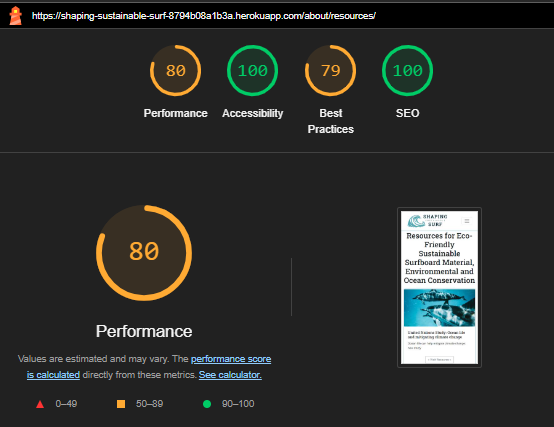 https://shaping-sustainable-surf-8794b08a1b3a.herokuapp.com/about/resources/
80
100
79
100
Performance
Accessibility
Best
Practices
SEO
80
Performance
Values are estimated and may vary. The performance score
is calculated directly from these metrics. See calculator.
0–49
50–89
90–100
SHAPING
SURF
Resources for Eco-
Friendly
Sustainable
Surfboard Material,
Environmental and
Ocean Conservation
United Nations Study: Ocean life
and mitigating climate change.